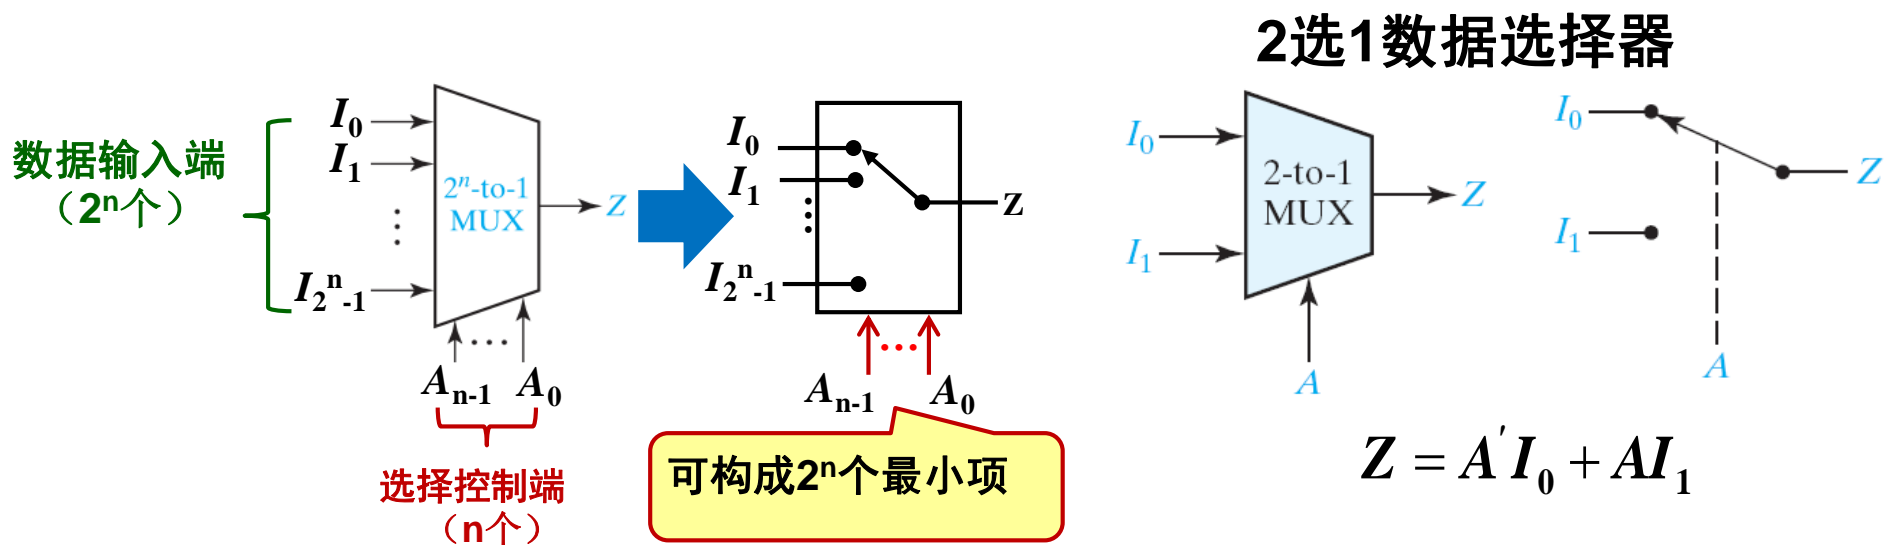 2选1数据选择器
数据输入端
（2ⁿ个）
I₀
I₁
⋮
I₂ⁿ₋₁
2ⁿ-to-1
MUX
Z
Aₙ₋₁ ··· A₀
选择控制端
（n个）
I₀
I₁
⋮
I₂ⁿ₋₁
Z
···
Aₙ₋₁ A₀
可构成2ⁿ个最小项
I₀
I₁
2-to-1
MUX
Z
A
I₀
I₁
Z
A
Z = A′I₀ + AI₁